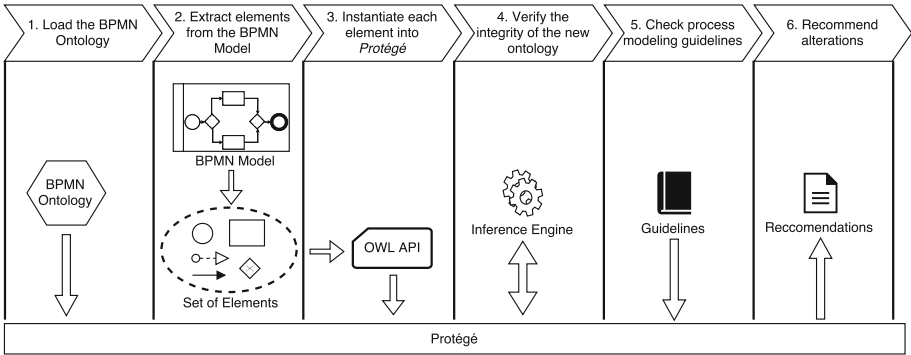 1. Load the BPMN
Ontology
2. Extract elements
from the BPMN
Model
3. Instantiate each
element into
Protégé
4. Verify the
integrity of the new
ontology
5. Check process
modeling guidelines
6. Recommend
alterations
BPMN Model
BPMN
Ontology
Set of Elements
OWL API
Inference Engine
Guidelines
Reccomendations
Protégé